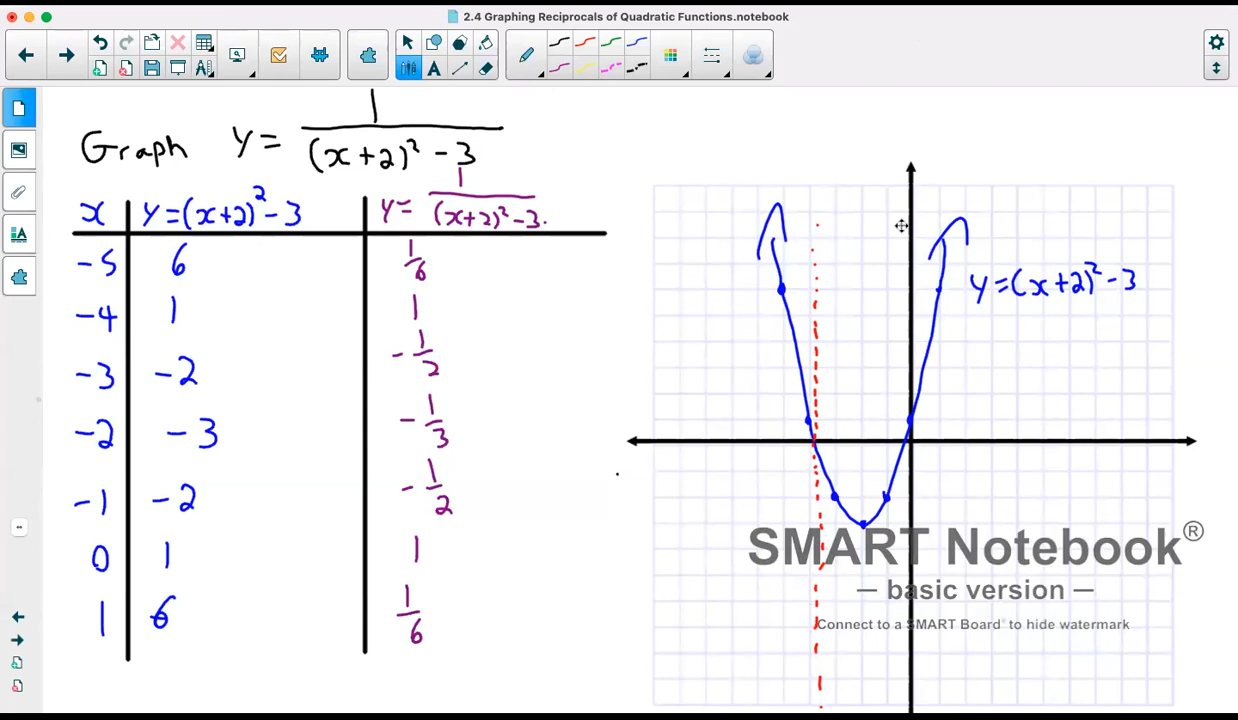 2.4 Graphing Reciprocals of Quadratic Functions.notebook
Graph y = 1/((x+2)² - 3)
x | y=(x+2)² - 3 | y = 1/((x+2)² - 3).
-5 | 6 | 1/6
-4 | 1 | 1
-3 | -2 | -1/2
-2 | -3 | -1/3
-1 | -2 | -1/2
0 | 1 | 1
1 | 6 | 1/6
y=(x+2)² - 3
SMART Notebook®
— basic version —
Connect to a SMART Board® to hide watermark